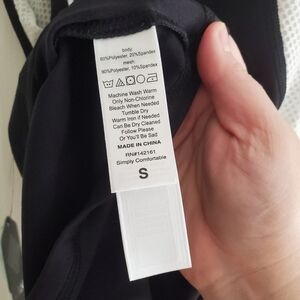 body
80%Polyester, 20%Spandex
mesh
90%Polyester, 10%Spandex
Machine Wash Warm
Only Non-Chlorine
Bleach When Needed
Tumble Dry
Warm Iron if Needed
Can Be Dry Cleaned
Follow Please
Or You'll Be Sad
MADE IN CHINA
RN#142161
Simply Comfortable
S